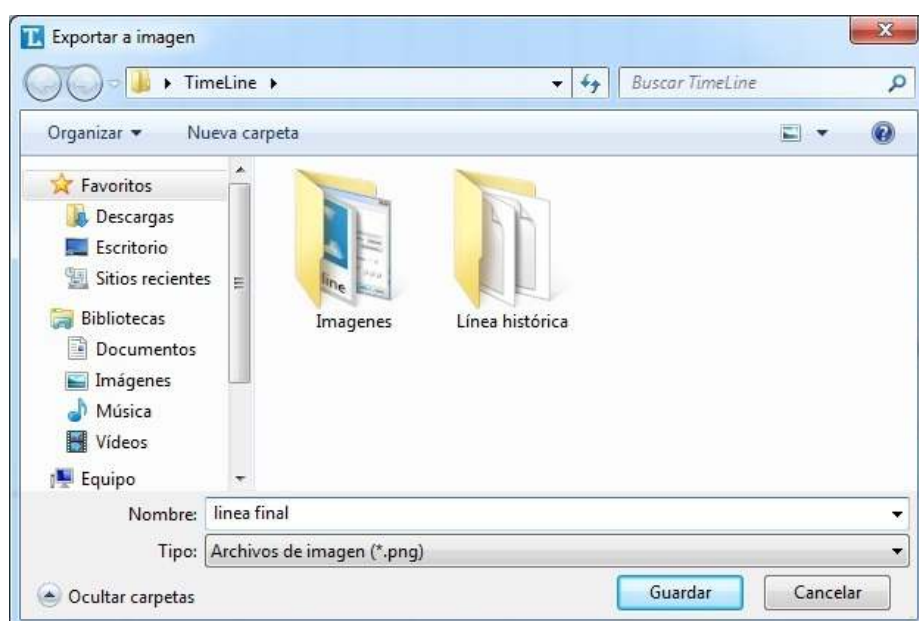 Exportar a imagen
TimeLine
Buscar TimeLine
Organizar
Nueva carpeta
Favoritos
Descargas
Escritorio
Sitios recientes
Bibliotecas
Documentos
Imágenes
Música
Vídeos
Equipo
line
Imagenes
Línea histórica
Nombre: linea final
Tipo: Archivos de imagen (*.png)
Ocultar carpetas
Guardar
Cancelar